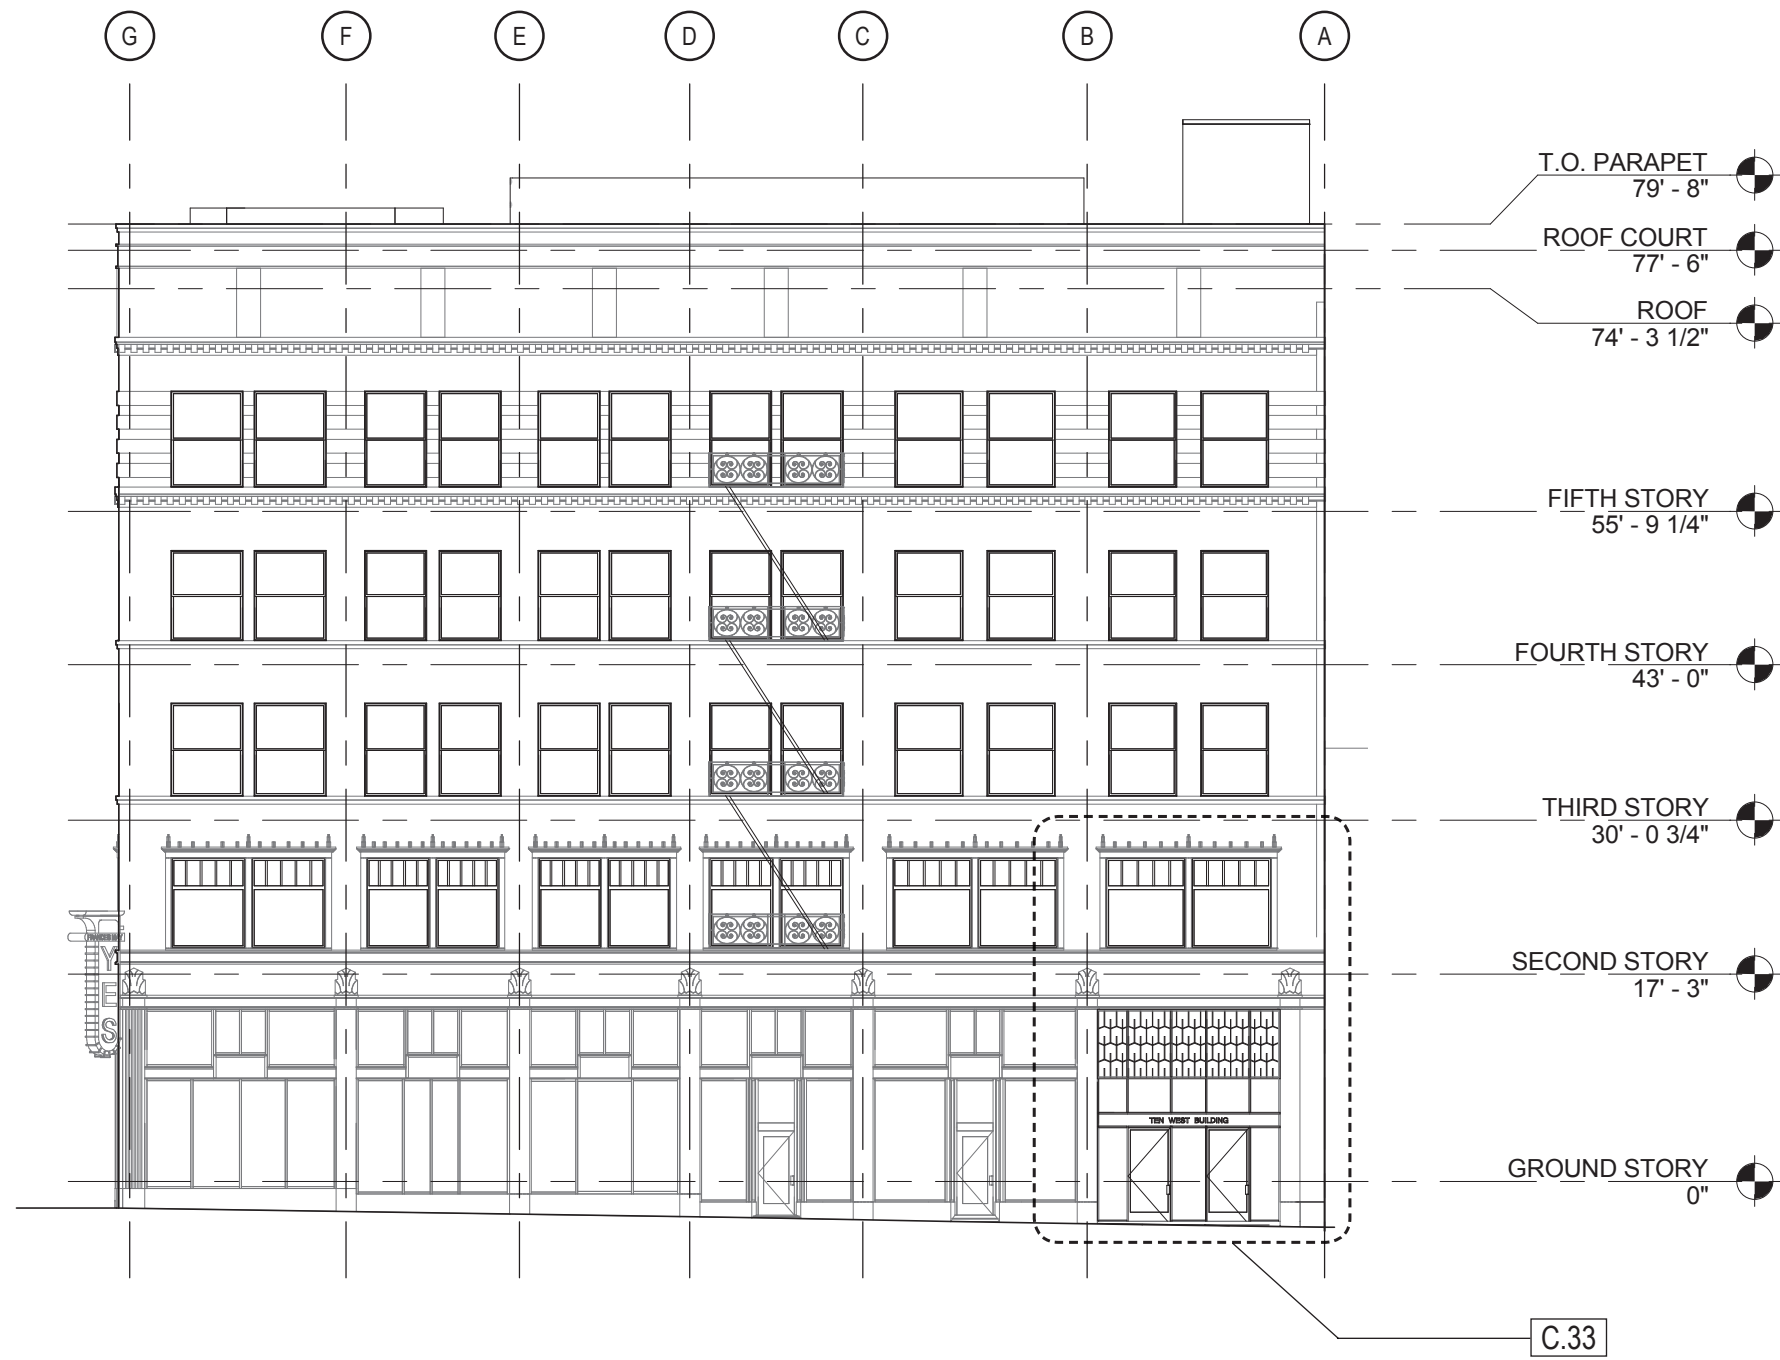 G F E D C B A
T.O. PARAPET
79' - 8"
ROOF COURT
77' - 6"
ROOF
74' - 3 1/2"
FIFTH STORY
55' - 9 1/4"
FOURTH STORY
43' - 0"
THIRD STORY
30' - 0 3/4"
SECOND STORY
17' - 3"
Y
E
S
TEN WEST BUILDING
GROUND STORY
0"
C.33